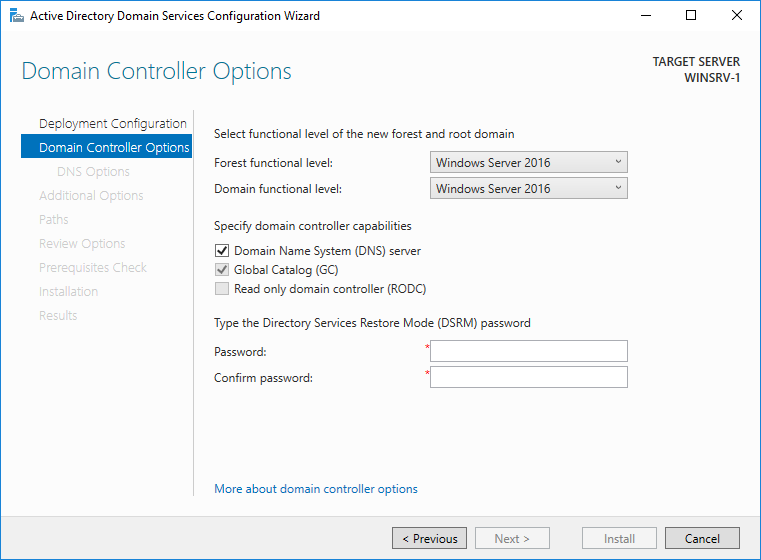 Active Directory Domain Services Configuration Wizard
Domain Controller Options
TARGET SERVER
WINSRV-1
Deployment Configuration
Domain Controller Options
DNS Options
Additional Options
Paths
Review Options
Prerequisites Check
Installation
Results
Select functional level of the new forest and root domain
Forest functional level: Windows Server 2016
Domain functional level: Windows Server 2016
Specify domain controller capabilities
Domain Name System (DNS) server
Global Catalog (GC)
Read only domain controller (RODC)
Type the Directory Services Restore Mode (DSRM) password
Password: *
Confirm password: *
More about domain controller options
< Previous Next > Install Cancel